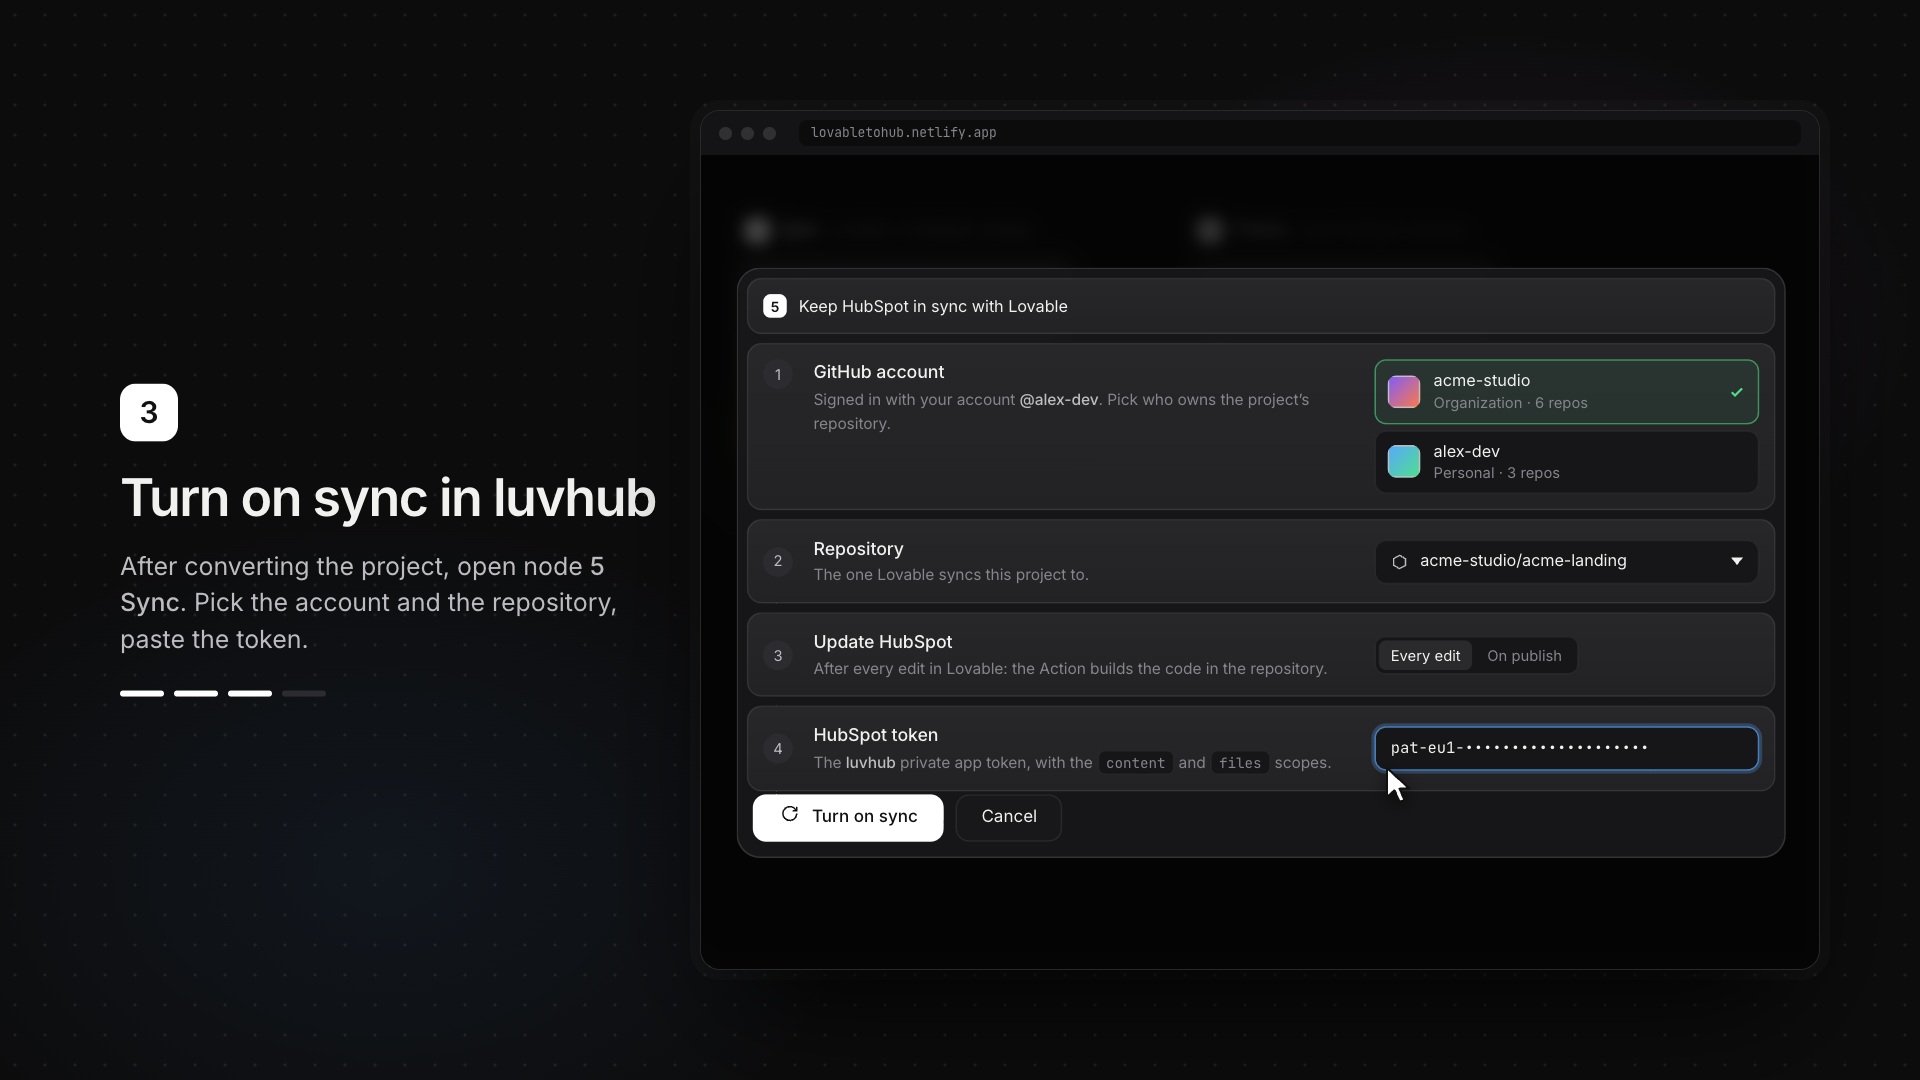 3
Turn on sync in luvhub
After converting the project, open node 5
Sync. Pick the account and the repository,
paste the token.
lovabletohub.netlify.app
5 Keep HubSpot in sync with Lovable
1 GitHub account
Signed in with your account @alex-dev. Pick who owns the project’s
repository.
acme-studio
Organization · 6 repos
alex-dev
Personal · 3 repos
2 Repository
The one Lovable syncs this project to.
acme-studio/acme-landing
3 Update HubSpot
After every edit in Lovable: the Action builds the code in the repository.
Every edit On publish
4 HubSpot token
The luvhub private app token, with the content and files scopes.
pat-eu1-••••••••••••••••••••
Turn on sync Cancel